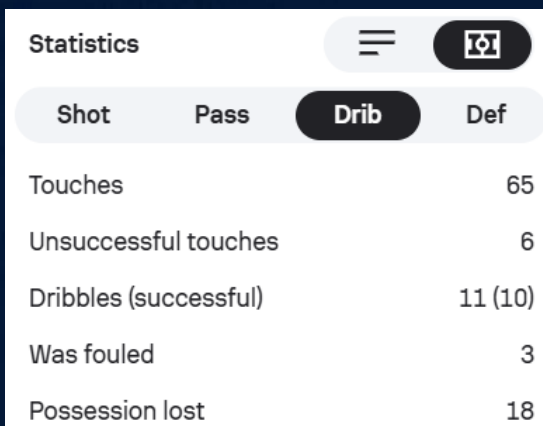 Statistics
Shot Pass Drib Def
Touches 65
Unsuccessful touches 6
Dribbles (successful) 11 (10)
Was fouled 3
Possession lost 18